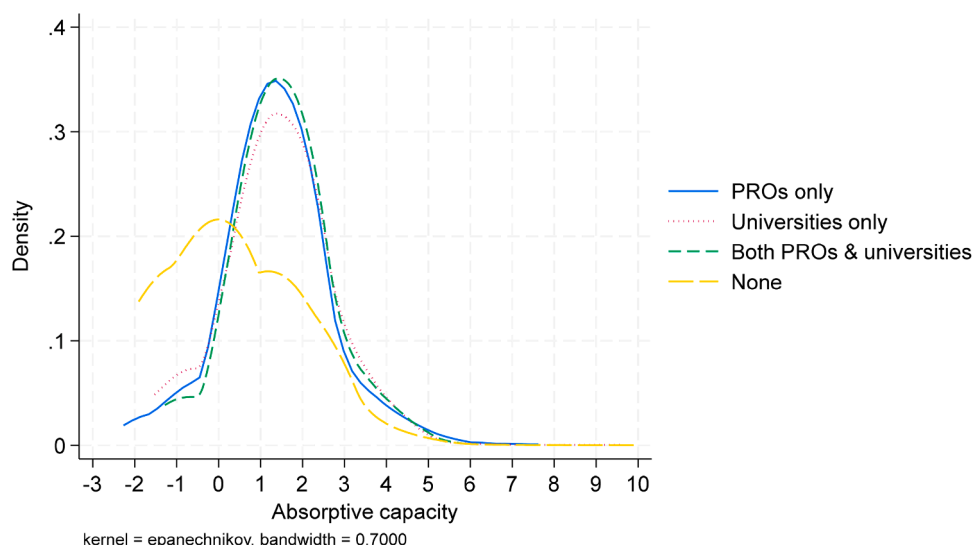 .4
.3
.2
.1
0
Density
-3 -2 -1 0 1 2 3 4 5 6 7 8 9 10
Absorptive capacity
kernel = epanechnikov, bandwidth = 0.7000
PROs only
Universities only
Both PROs & universities
None